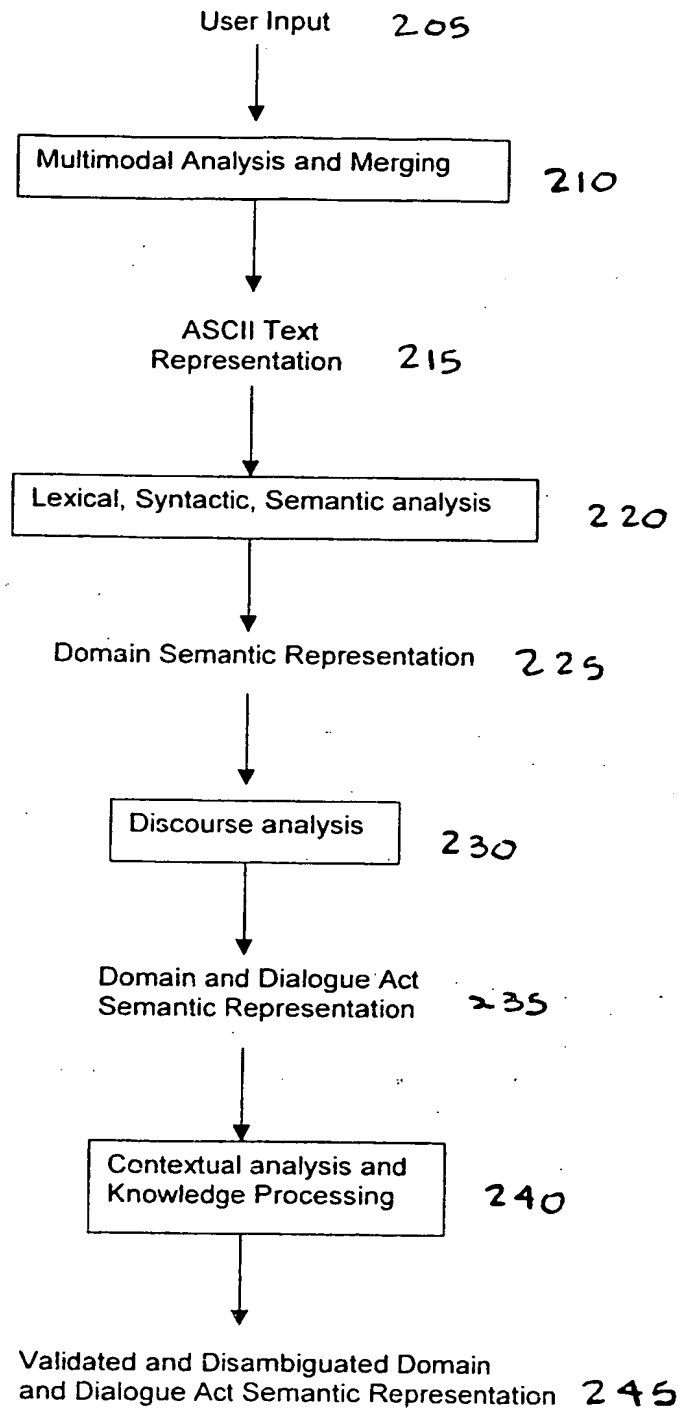 User Input 205
Multimodal Analysis and Merging 210
ASCII Text
Representation 215
Lexical, Syntactic, Semantic analysis 220
Domain Semantic Representation 225
Discourse analysis 230
Domain and Dialogue Act
Semantic Representation 235
Contextual analysis and
Knowledge Processing 240
Validated and Disambiguated Domain
and Dialogue Act Semantic Representation 245